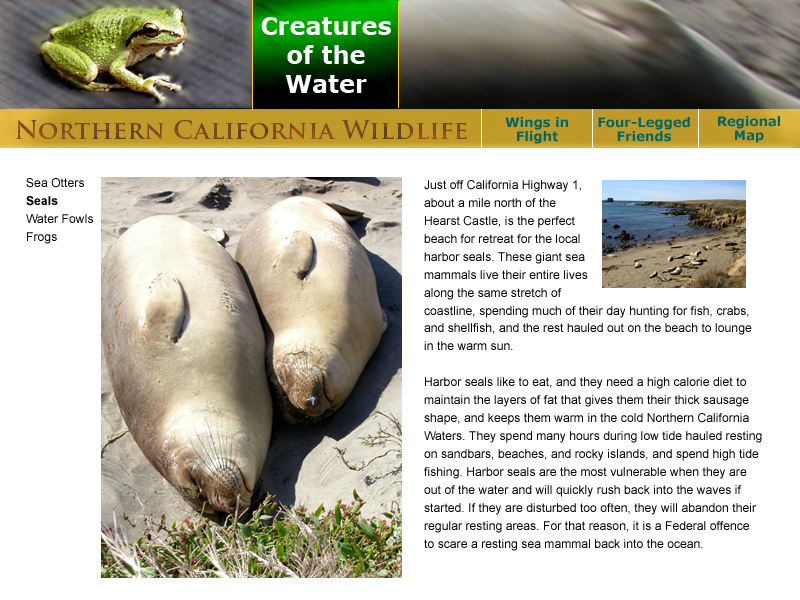 Creatures
of the
Water
Northern California Wildlife
Wings in
Flight
Four-Legged
Friends
Regional
Map
Sea Otters
Seals
Water Fowls
Frogs
Just off California Highway 1,
about a mile north of the
Hearst Castle, is the perfect
beach for retreat for the local
harbor seals. These giant sea
mammals live their entire lives
along the same stretch of
coastline, spending much of their day hunting for fish, crabs,
and shellfish, and the rest hauled out on the beach to lounge
in the warm sun.
Harbor seals like to eat, and they need a high calorie diet to
maintain the layers of fat that gives them their thick sausage
shape, and keeps them warm in the cold Northern California
Waters. They spend many hours during low tide hauled resting
on sandbars, beaches, and rocky islands, and spend high tide
fishing. Harbor seals are the most vulnerable when they are
out of the water and will quickly rush back into the waves if
started. If they are disturbed too often, they will abandon their
regular resting areas. For that reason, it is a Federal offence
to scare a resting sea mammal back into the ocean.